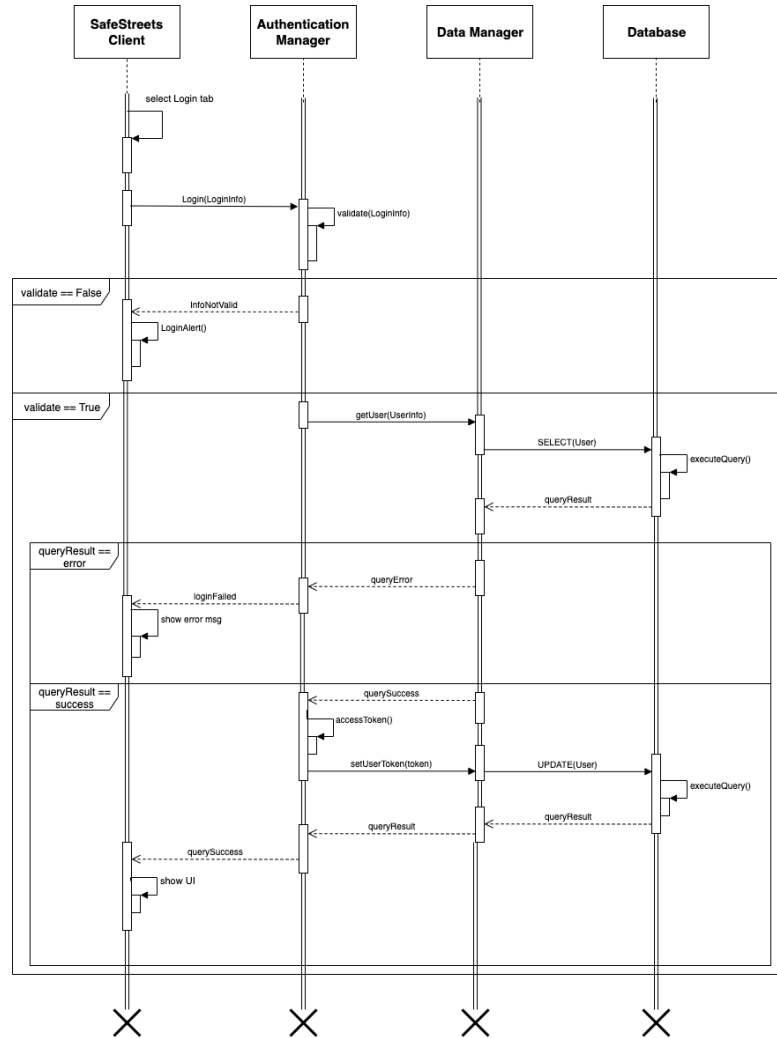 SafeStreets
Client
Authentication
Manager
Data Manager
Database
select Login tab
Login(LoginInfo)
validate(LoginInfo)
validate == False
InfoNotValid
LoginAlert()
validate == True
getUser(UserInfo)
SELECT(User)
executeQuery()
queryResult
queryResult ==
error
queryError
loginFailed
show error msg
queryResult ==
success
querySuccess
accessToken()
setUserToken(token)
UPDATE(User)
executeQuery()
queryResult
queryResult
querySuccess
show UI